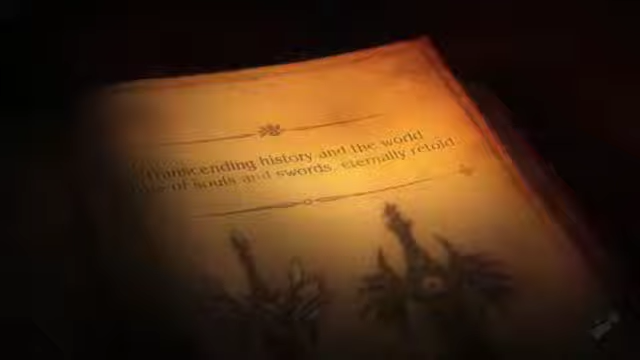 Transcending history and the world
of souls and swords, eternally retold